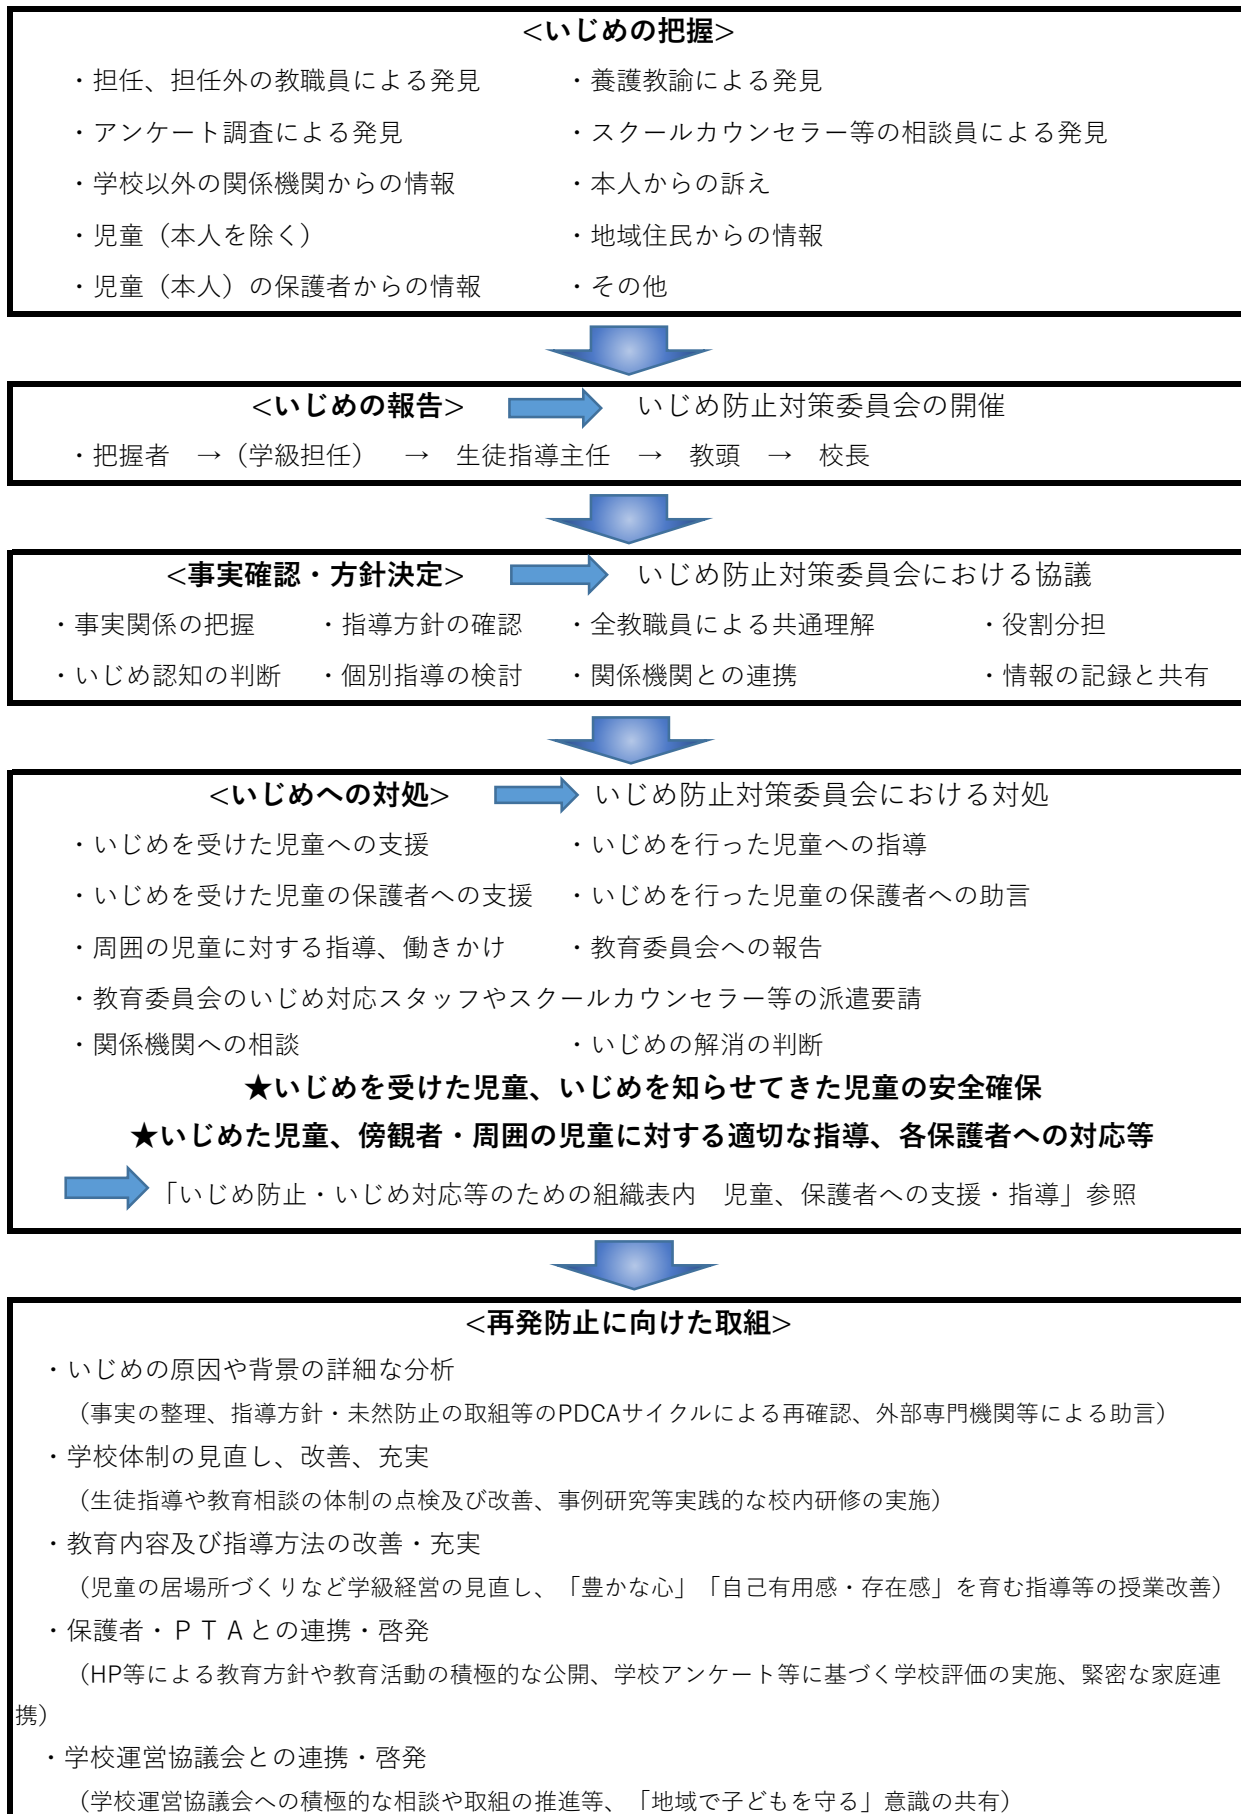 <いじめの把握>
・担任、担任外の教職員による発見　・養護教諭による発見
・アンケート調査による発見　・スクールカウンセラー等の相談員による発見
・学校以外の関係機関からの情報　・本人からの訴え
・児童（本人を除く）　・地域住民からの情報
・児童（本人）の保護者からの情報　・その他
<いじめの報告>　いじめ防止対策委員会の開催
・把握者　→（学級担任）　→　生徒指導主任　→　教頭　→　校長
<事実確認・方針決定>　いじめ防止対策委員会における協議
・事実関係の把握　・指導方針の確認　・全教職員による共通理解　・役割分担
・いじめ認知の判断　・個別指導の検討　・関係機関との連携　・情報の記録と共有
<いじめへの対処>　いじめ防止対策委員会における対処
・いじめを受けた児童への支援　・いじめを行った児童への指導
・いじめを受けた児童の保護者への支援　・いじめを行った児童の保護者への助言
・周囲の児童に対する指導、働きかけ　・教育委員会への報告
・教育委員会のいじめ対応スタッフやスクールカウンセラー等の派遣要請
・関係機関への相談　・いじめの解消の判断
★いじめを受けた児童、いじめを知らせてきた児童の安全確保
★いじめた児童、傍観者・周囲の児童に対する適切な指導、各保護者への対応等
「いじめ防止・いじめ対応等のための組織表内　児童、保護者への支援・指導」参照
<再発防止に向けた取組>
・いじめの原因や背景の詳細な分析
（事実の整理、指導方針・未然防止の取組等のPDCAサイクルによる再確認、外部専門機関等による助言）
・学校体制の見直し、改善、充実
（生徒指導や教育相談の体制の点検及び改善、事例研究等実践的な校内研修の実施）
・教育内容及び指導方法の改善・充実
（児童の居場所づくりなど学級経営の見直し、「豊かな心」「自己有用感・存在感」を育む指導等の授業改善）
・保護者・ＰＴＡとの連携・啓発
（HP等による教育方針や教育活動の積極的な公開、学校アンケート等に基づく学校評価の実施、緊密な家庭連
携）
・学校運営協議会との連携・啓発
（学校運営協議会への積極的な相談や取組の推進等、「地域で子どもを守る」意識の共有）